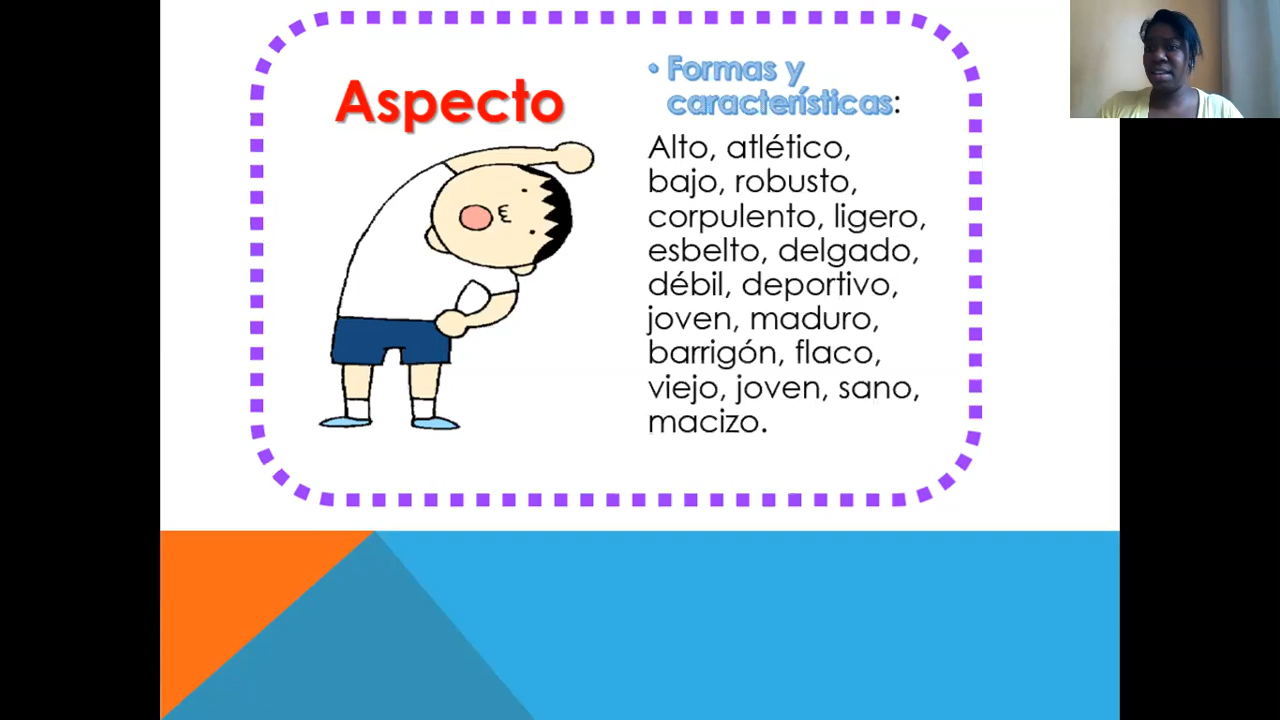 Aspecto
• Formas y
características:
Alto, atlético,
bajo, robusto,
corpulento, ligero,
esbelto, delgado,
débil, deportivo,
joven, maduro,
barrigón, flaco,
viejo, joven, sano,
macizo.